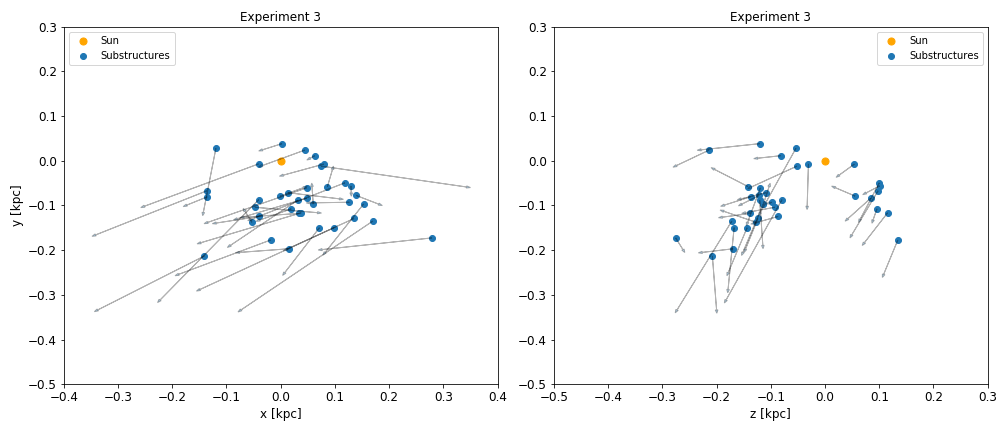 Experiment 3
Sun
Substructures
0.3
0.2
0.1
0.0
−0.1
−0.2
−0.3
−0.4
−0.5
y [kpc]
−0.4 −0.3 −0.2 −0.1 0.0 0.1 0.2 0.3 0.4
x [kpc]
Experiment 3
Sun
Substructures
0.3
0.2
0.1
0.0
−0.1
−0.2
−0.3
−0.4
−0.5
−0.5 −0.4 −0.3 −0.2 −0.1 0.0 0.1 0.2 0.3
z [kpc]